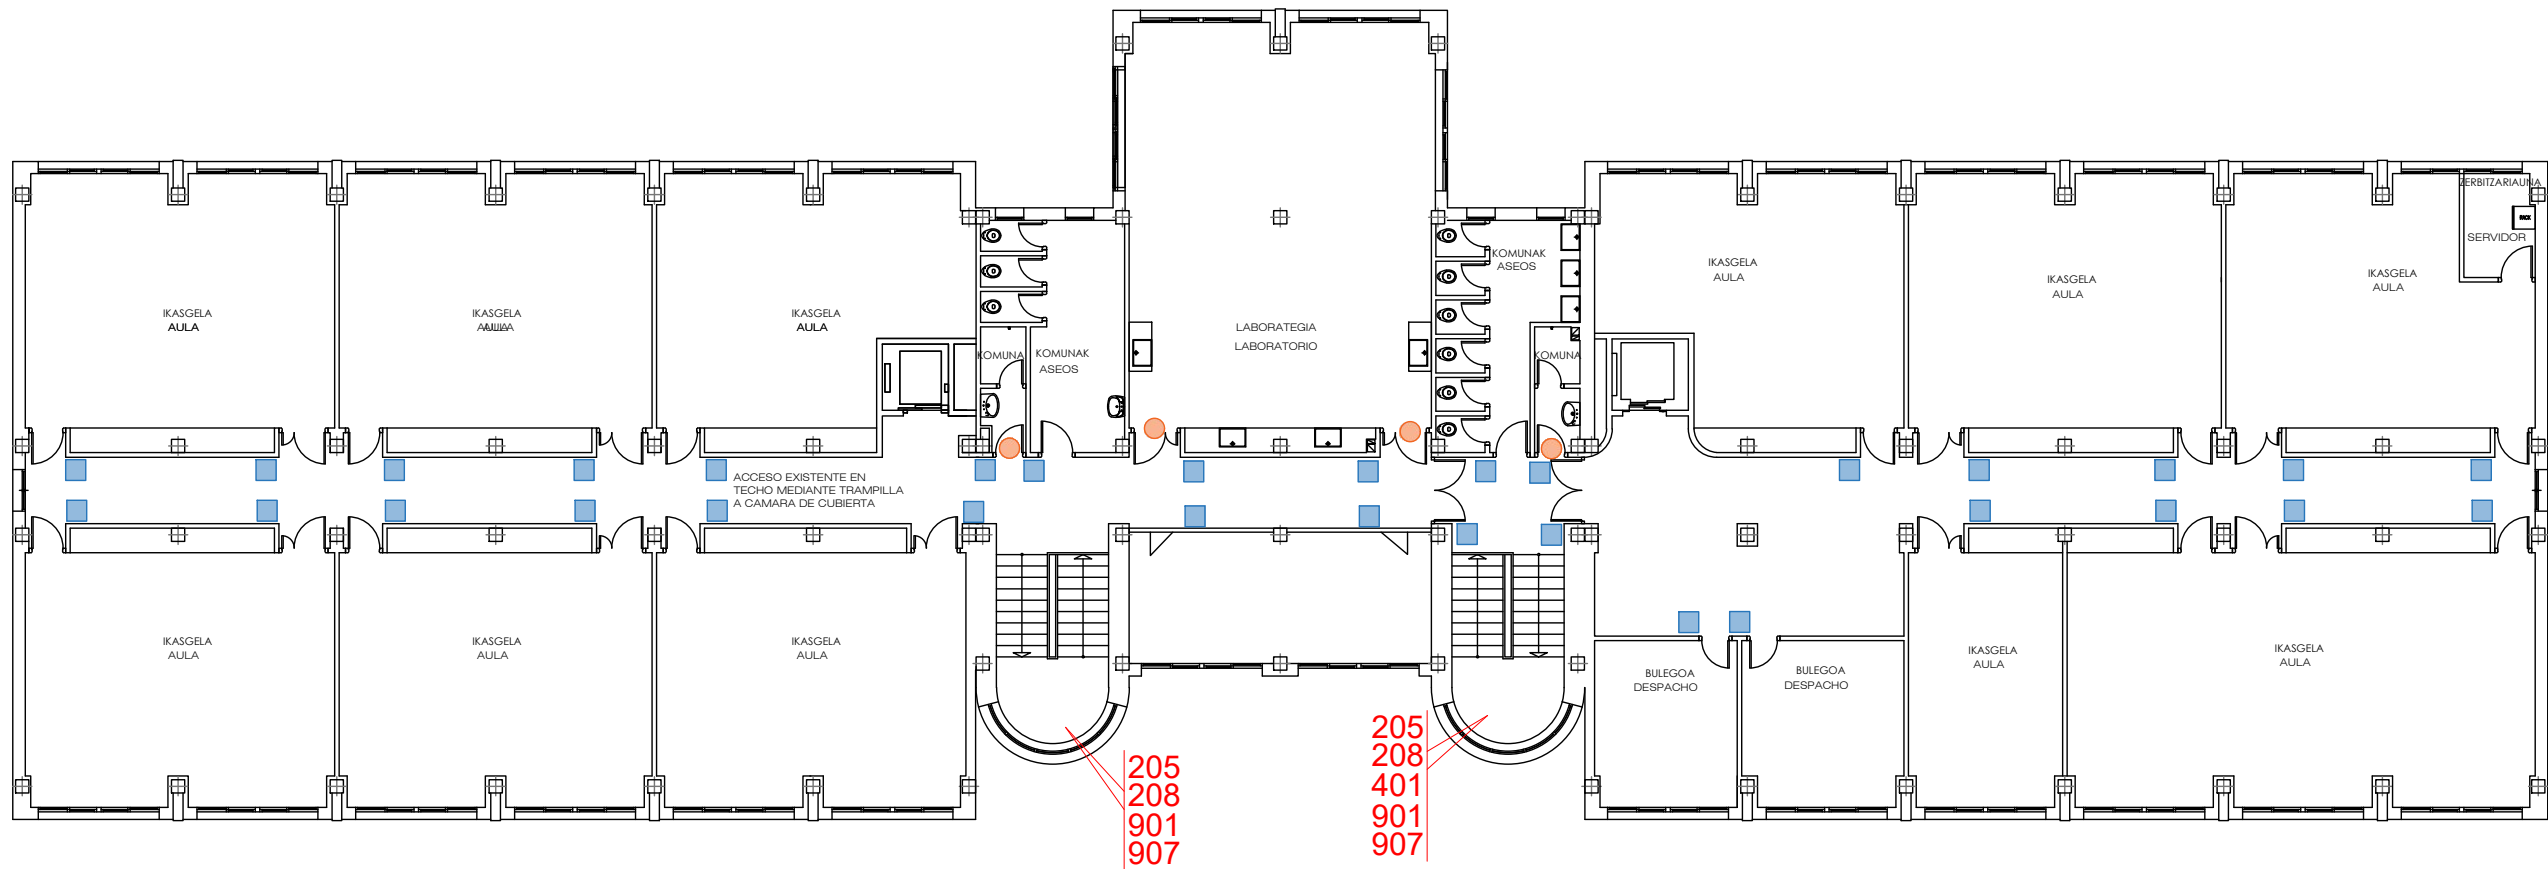 ZERBITZARIAUNA
RACK
SERVIDOR
KOMUNAK
ASEOS
IKASGELA
AULA
IKASGELA
AULA
IKASGELA
AULA
IKASGELA
AULA
IKASGELA
AULA
IKASGELA
AULA
LABORATEGIA
LABORATORIO
KOMUNA
KOMUNAK
ASEOS
KOMUNA
ACCESO EXISTENTE EN
TECHO MEDIANTE TRAMPILLA
A CAMARA DE CUBIERTA
IKASGELA
AULA
IKASGELA
AULA
IKASGELA
AULA
BULEGOA
DESPACHO
BULEGOA
DESPACHO
IKASGELA
AULA
IKASGELA
AULA
205
208
901
907
205
208
401
901
907